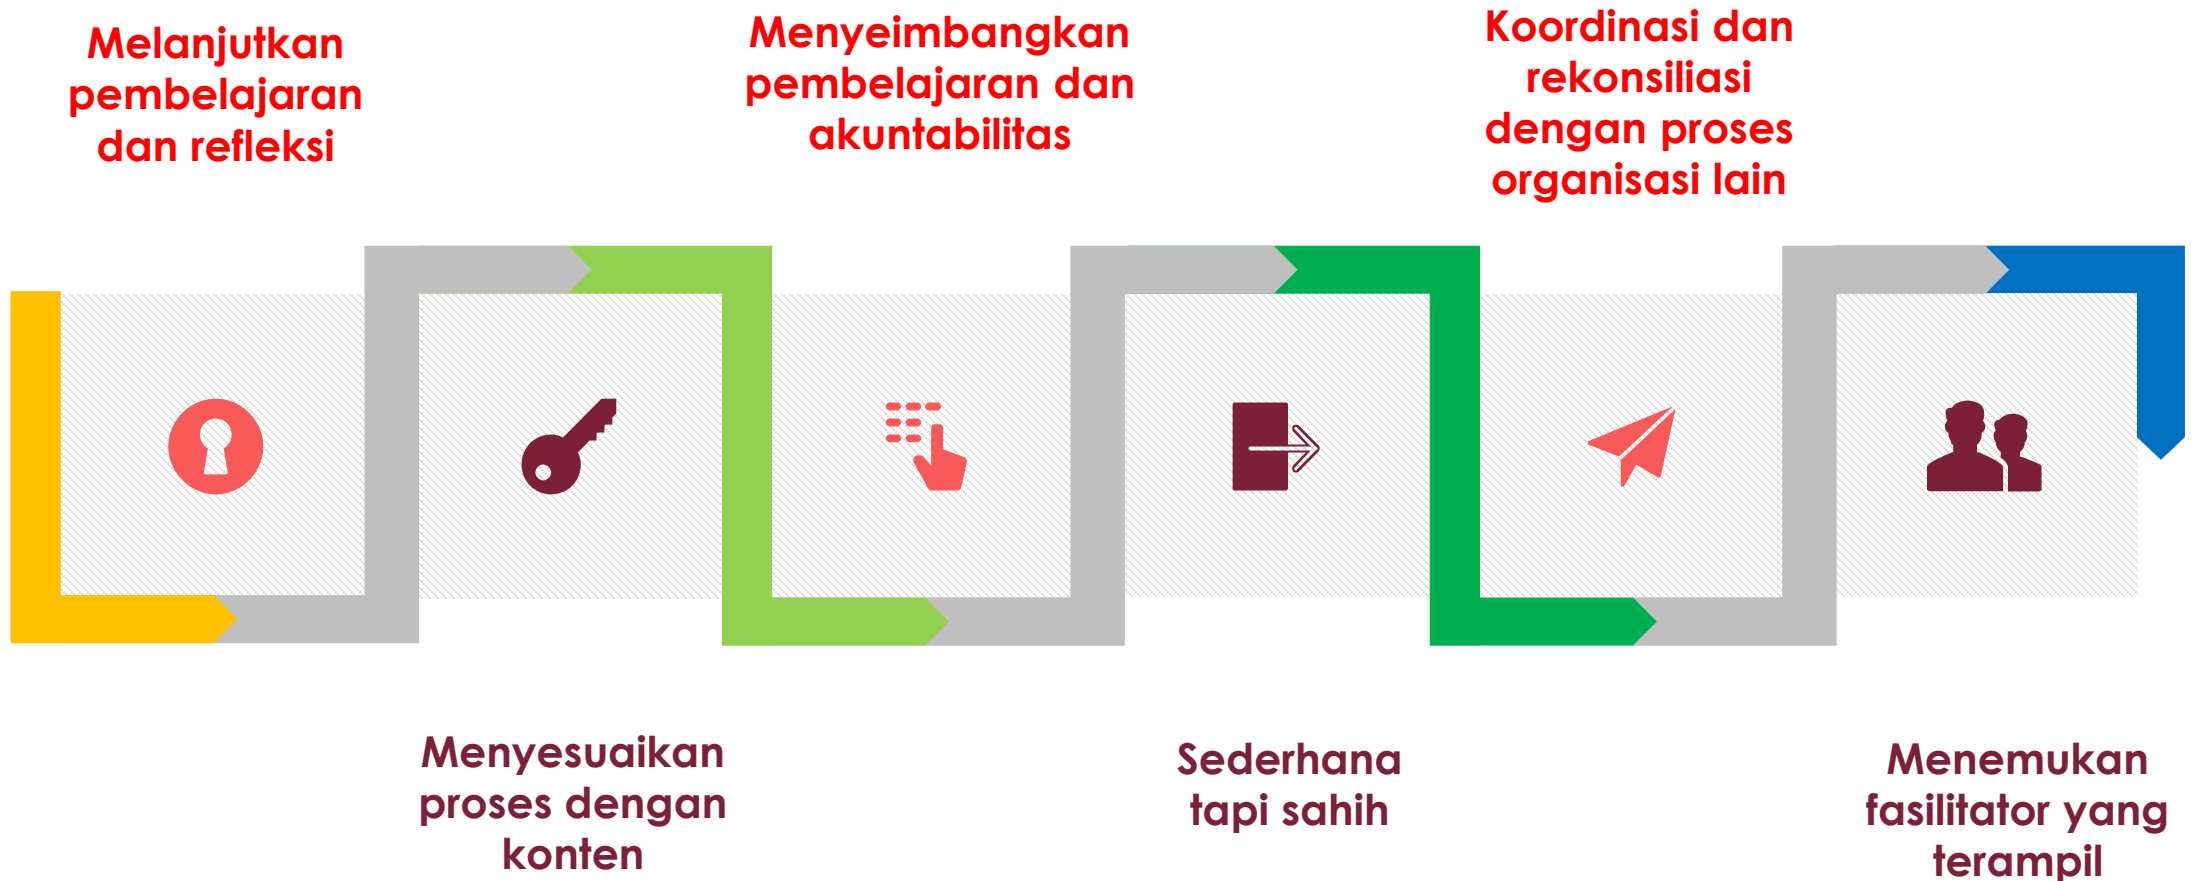 Melanjutkan
pembelajaran
dan refleksi
Menyesuaikan
proses dengan
konten
Menyeimbangkan
pembelajaran dan
akuntabilitas
Sederhana
tapi sahih
Koordinasi dan
rekonsiliasi
dengan proses
organisasi lain
Menemukan
fasilitator yang
terampil